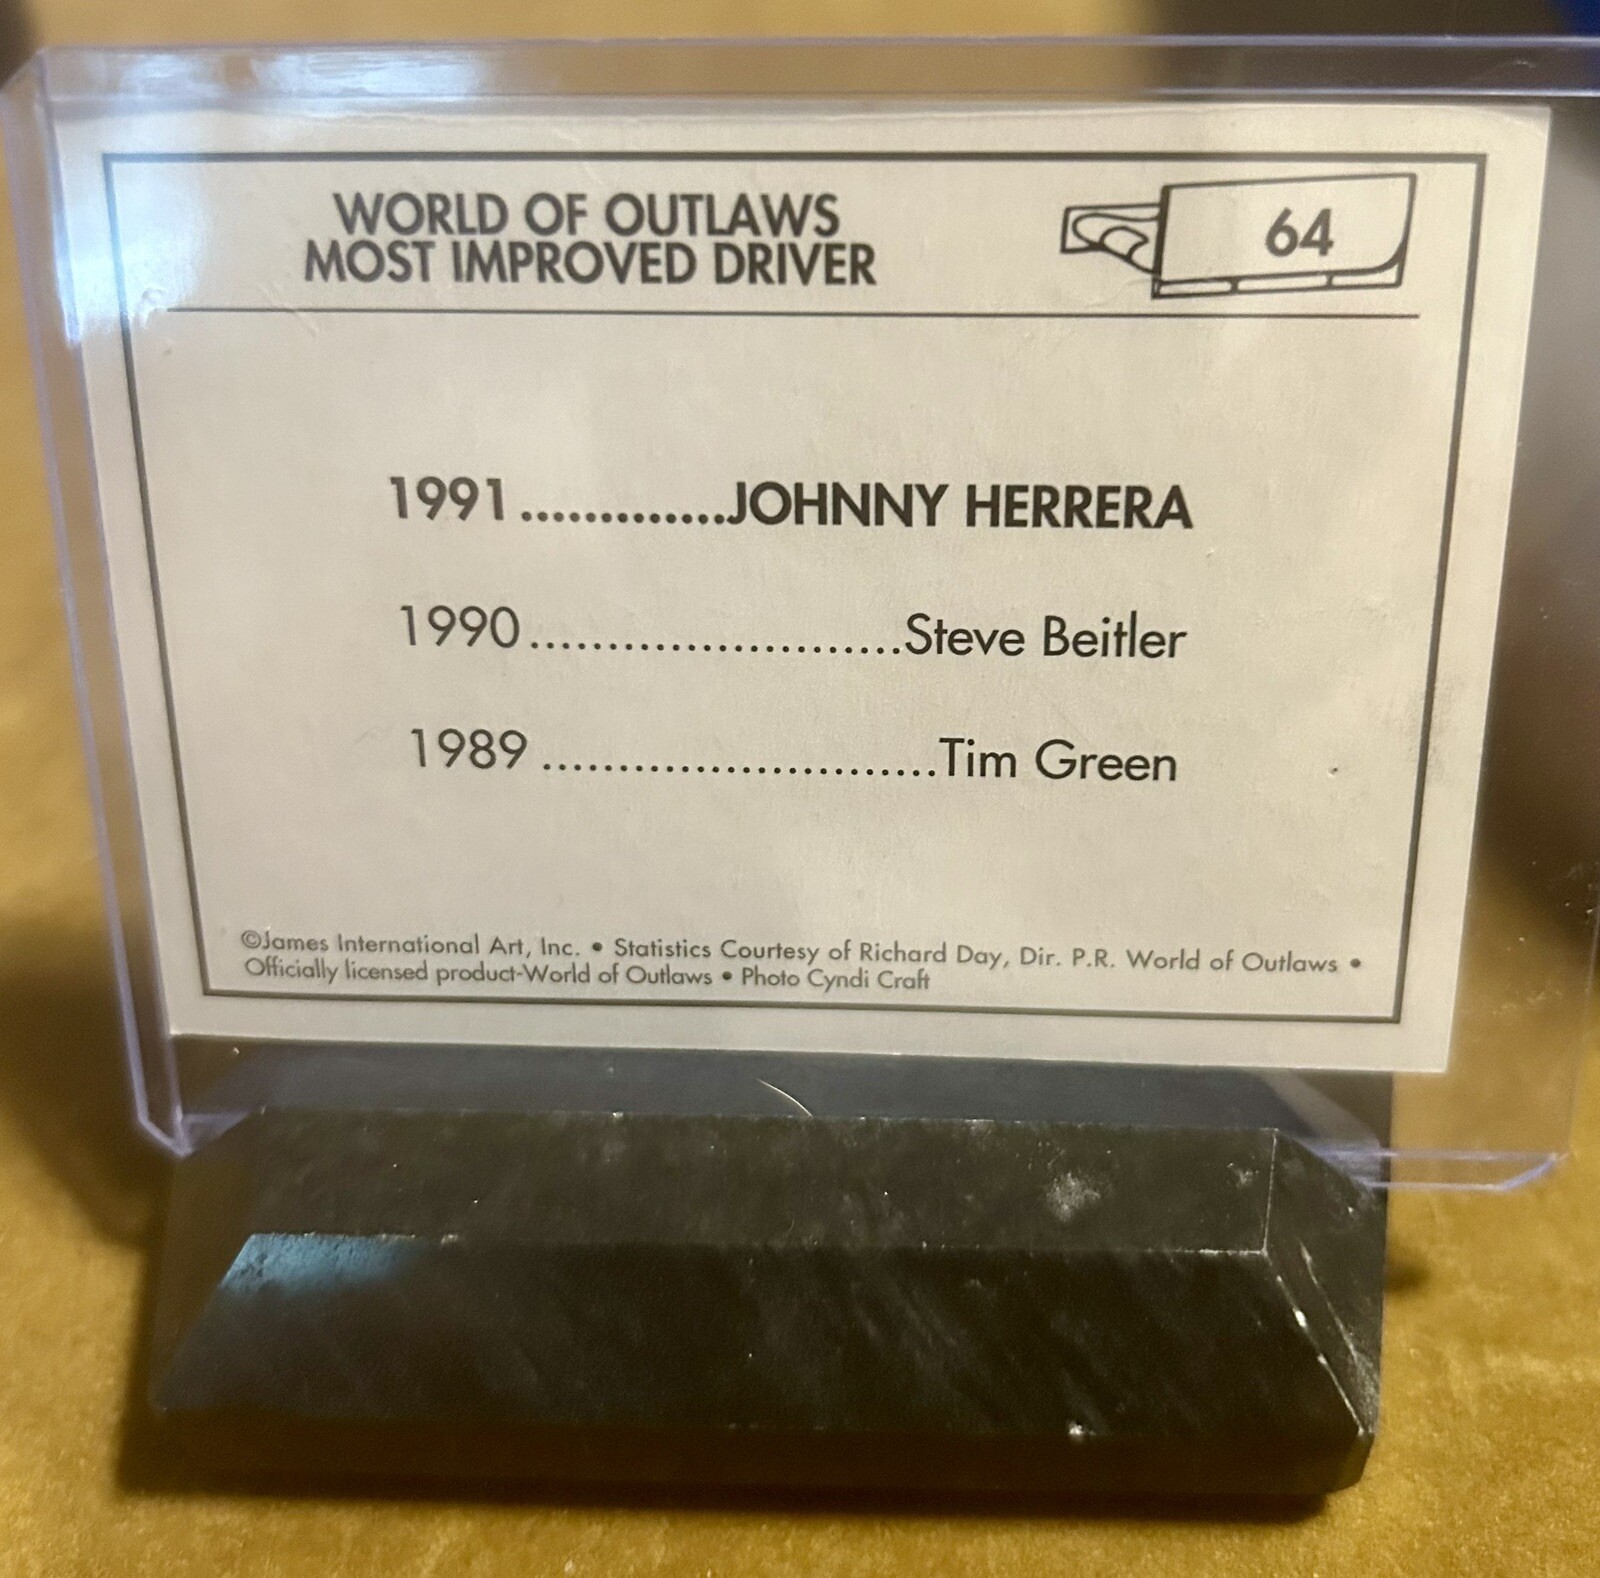 WORLD OF OUTLAWS
MOST IMPROVED DRIVER
64
1991.............JOHNNY HERRERA
1990........................Steve Beitler
1989..........................Tim Green
©James International Art, Inc. • Statistics Courtesy of Richard Day, Dir. P.R. World of Outlaws •
Officially licensed product-World of Outlaws • Photo Cyndi Craft